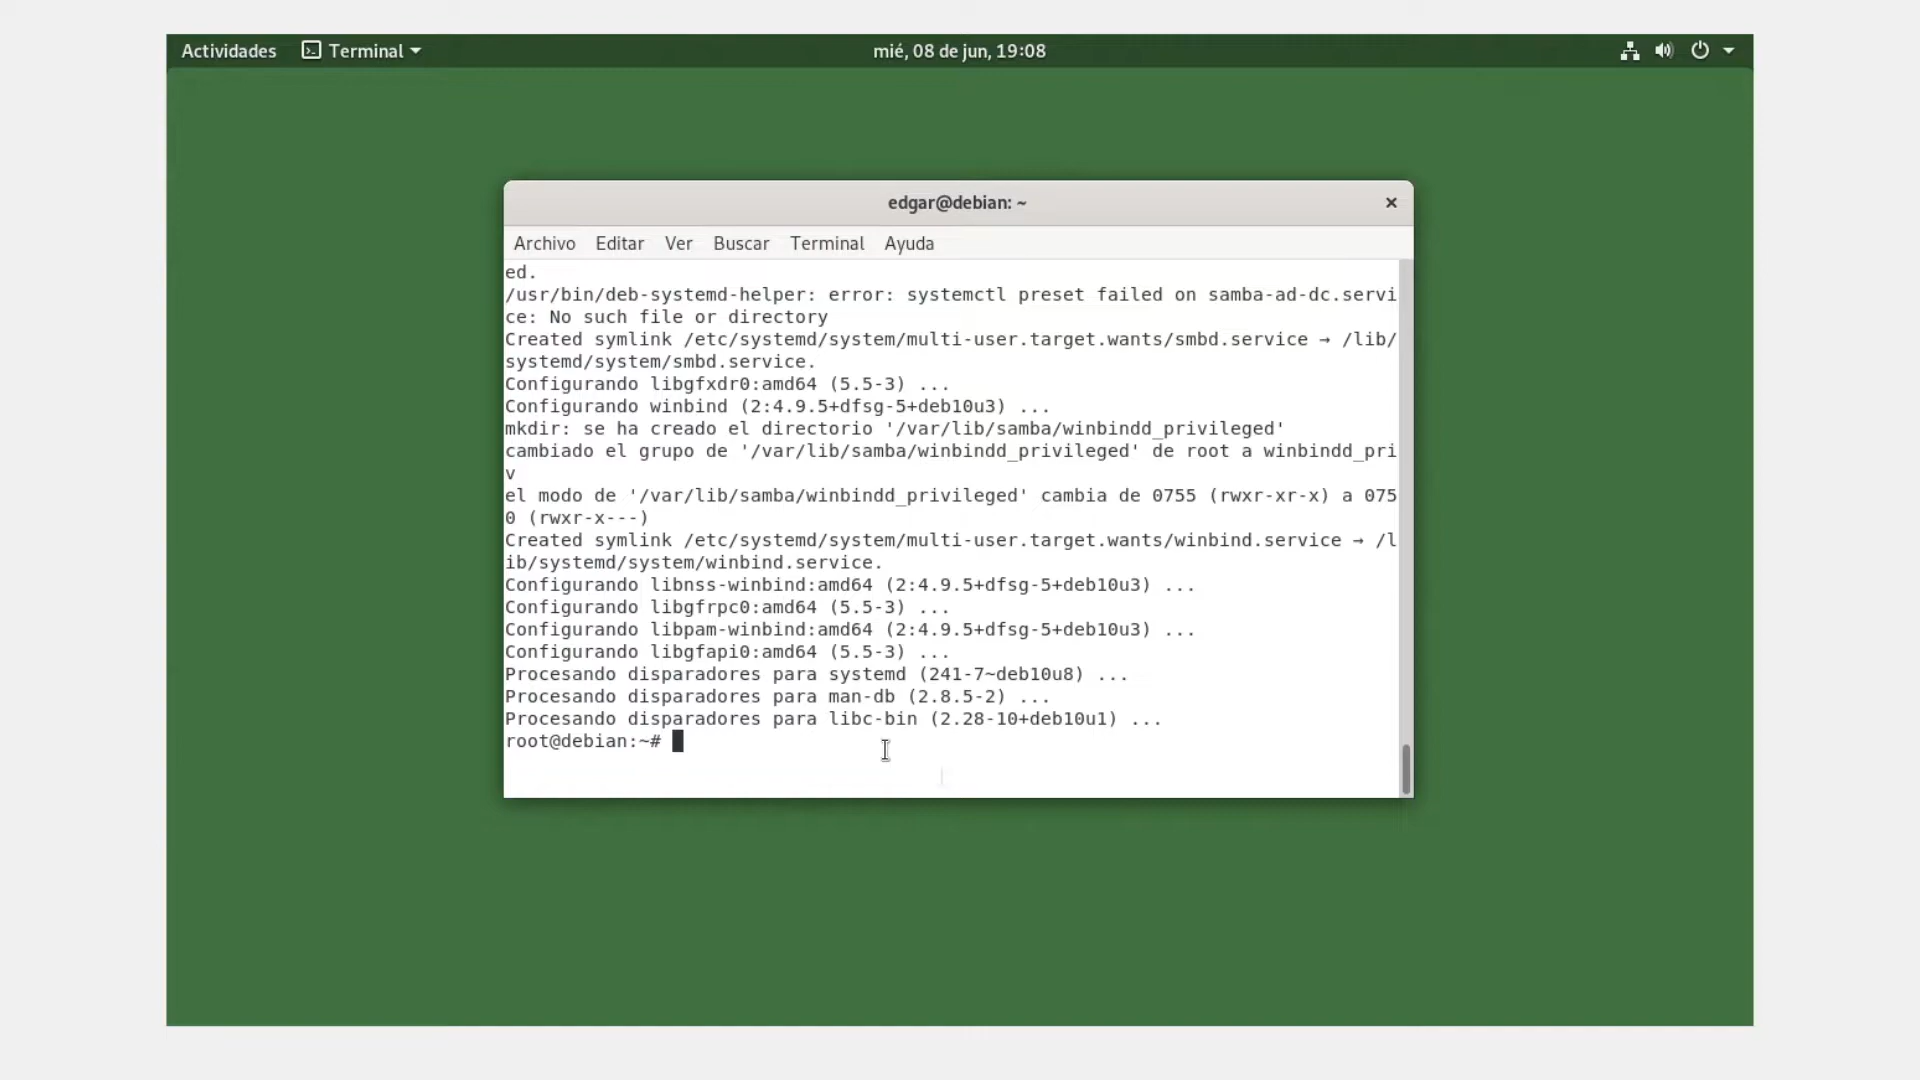 Actividades Terminal mié, 08 de jun, 19:08
edgar@debian: ~
Archivo Editar Ver Buscar Terminal Ayuda
ed.
/usr/bin/deb-systemd-helper: error: systemctl preset failed on samba-ad-dc.servi
ce: No such file or directory
Created symlink /etc/systemd/system/multi-user.target.wants/smbd.service → /lib/
systemd/system/smbd.service.
Configurando libgfxdr0:amd64 (5.5-3) ...
Configurando winbind (2:4.9.5+dfsg-5+deb10u3) ...
mkdir: se ha creado el directorio '/var/lib/samba/winbindd_privileged'
cambiado el grupo de '/var/lib/samba/winbindd_privileged' de root a winbindd_pri
v
el modo de '/var/lib/samba/winbindd_privileged' cambia de 0755 (rwxr-xr-x) a 075
0 (rwxr-x---)
Created symlink /etc/systemd/system/multi-user.target.wants/winbind.service → /l
ib/systemd/system/winbind.service.
Configurando libnss-winbind:amd64 (2:4.9.5+dfsg-5+deb10u3) ...
Configurando libgfrpc0:amd64 (5.5-3) ...
Configurando libpam-winbind:amd64 (2:4.9.5+dfsg-5+deb10u3) ...
Configurando libgfapi0:amd64 (5.5-3) ...
Procesando disparadores para systemd (241-7~deb10u8) ...
Procesando disparadores para man-db (2.8.5-2) ...
Procesando disparadores para libc-bin (2.28-10+deb10u1) ...
root@debian:~#